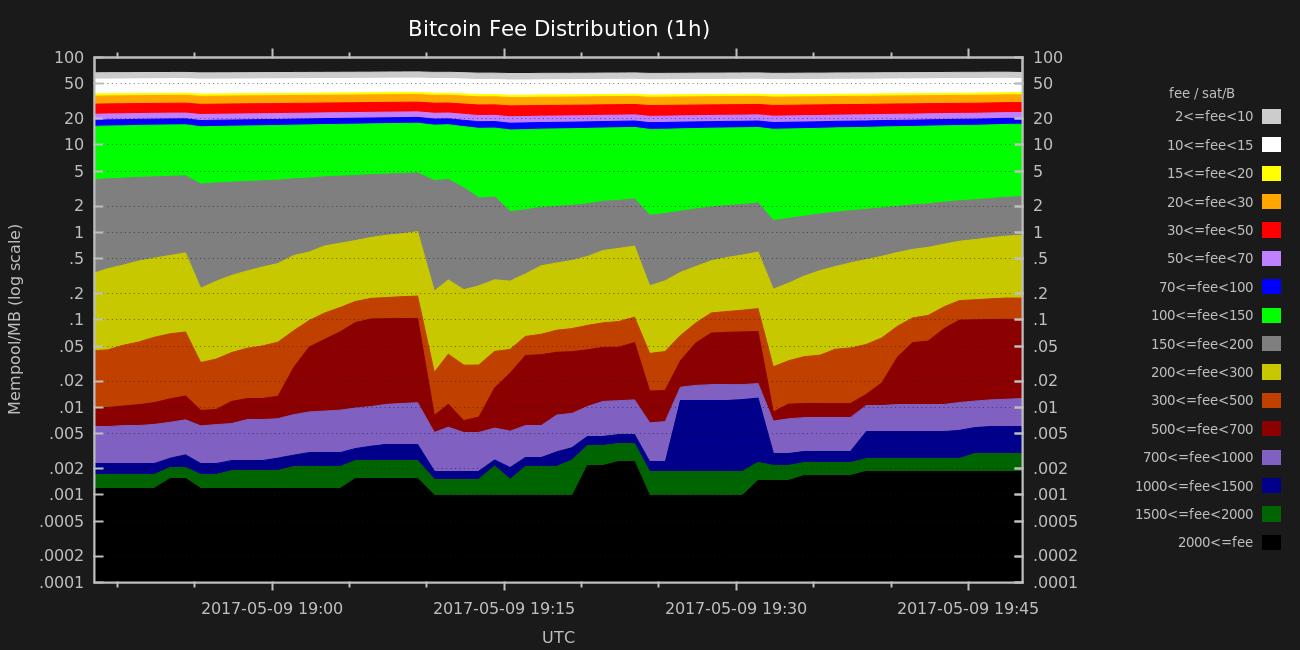 Bitcoin Fee Distribution (1h)
Mempool/MB (log scale)
100
50
20
10
5
2
1
.5
.2
.1
.05
.02
.01
.005
.002
.001
.0005
.0002
.0001
100
50
20
10
5
2
1
.5
.2
.1
.05
.02
.01
.005
.002
.001
.0005
.0002
.0001
2017-05-09 19:00
2017-05-09 19:15
2017-05-09 19:30
2017-05-09 19:45
UTC
fee / sat/B
2<=fee<10
10<=fee<15
15<=fee<20
20<=fee<30
30<=fee<50
50<=fee<70
70<=fee<100
100<=fee<150
150<=fee<200
200<=fee<300
300<=fee<500
500<=fee<700
700<=fee<1000
1000<=fee<1500
1500<=fee<2000
2000<=fee